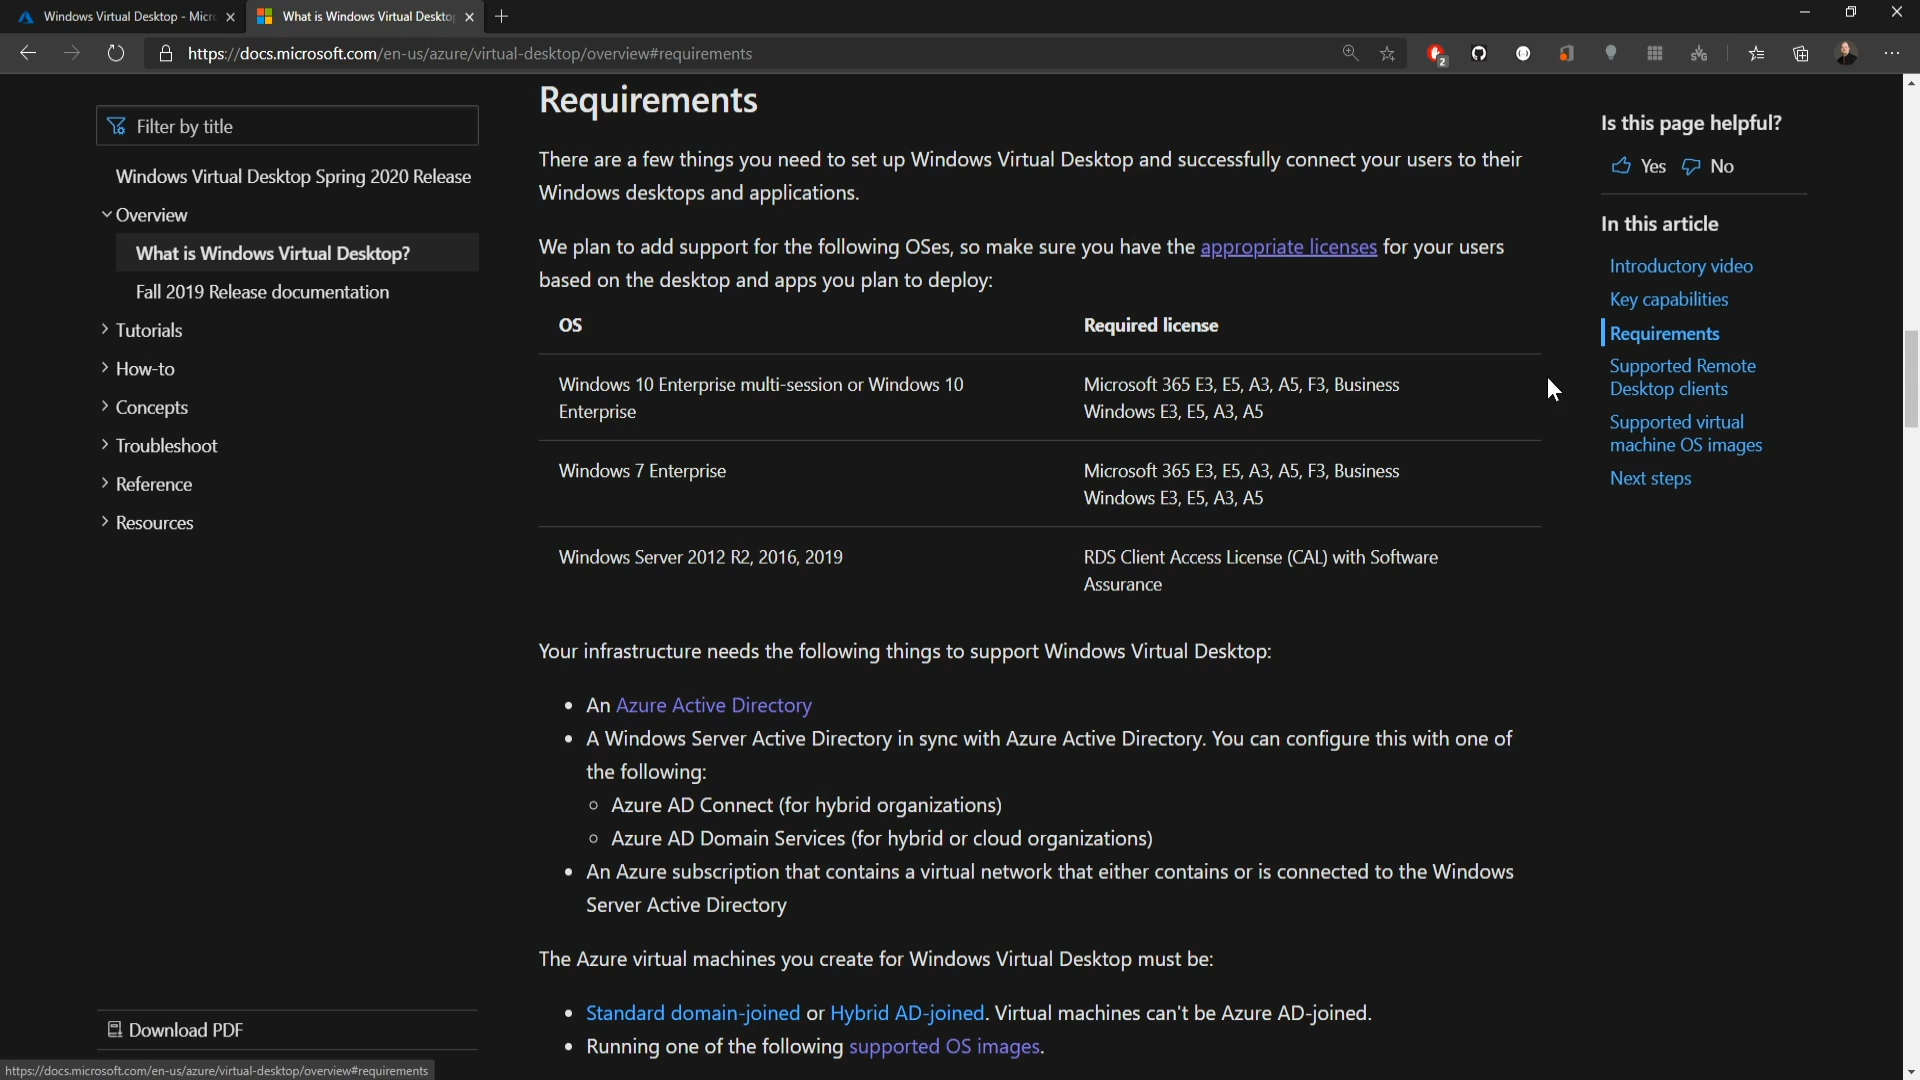 Windows Virtual Desktop - Micr
What is Windows Virtual Deskto
https://docs.microsoft.com/en-us/azure/virtual-desktop/overview#requirements
2
SVG
Filter by title
Windows Virtual Desktop Spring 2020 Release
Overview
What is Windows Virtual Desktop?
Fall 2019 Release documentation
Tutorials
How-to
Concepts
Troubleshoot
Reference
Resources
Download PDF
https://docs.microsoft.com/en-us/azure/virtual-desktop/overview#requirements
Requirements
There are a few things you need to set up Windows Virtual Desktop and successfully connect your users to their
Windows desktops and applications.
We plan to add support for the following OSes, so make sure you have the appropriate licenses for your users
based on the desktop and apps you plan to deploy:
OS Required license
Windows 10 Enterprise multi-session or Windows 10 Microsoft 365 E3, E5, A3, A5, F3, Business
Enterprise Windows E3, E5, A3, A5
Windows 7 Enterprise Microsoft 365 E3, E5, A3, A5, F3, Business
Windows E3, E5, A3, A5
Windows Server 2012 R2, 2016, 2019 RDS Client Access License (CAL) with Software
Assurance
Your infrastructure needs the following things to support Windows Virtual Desktop:
• An Azure Active Directory
• A Windows Server Active Directory in sync with Azure Active Directory. You can configure this with one of
the following:
○ Azure AD Connect (for hybrid organizations)
○ Azure AD Domain Services (for hybrid or cloud organizations)
• An Azure subscription that contains a virtual network that either contains or is connected to the Windows
Server Active Directory
The Azure virtual machines you create for Windows Virtual Desktop must be:
• Standard domain-joined or Hybrid AD-joined. Virtual machines can't be Azure AD-joined.
• Running one of the following supported OS images.
Is this page helpful?
Yes No
In this article
Introductory video
Key capabilities
Requirements
Supported Remote
Desktop clients
Supported virtual
machine OS images
Next steps